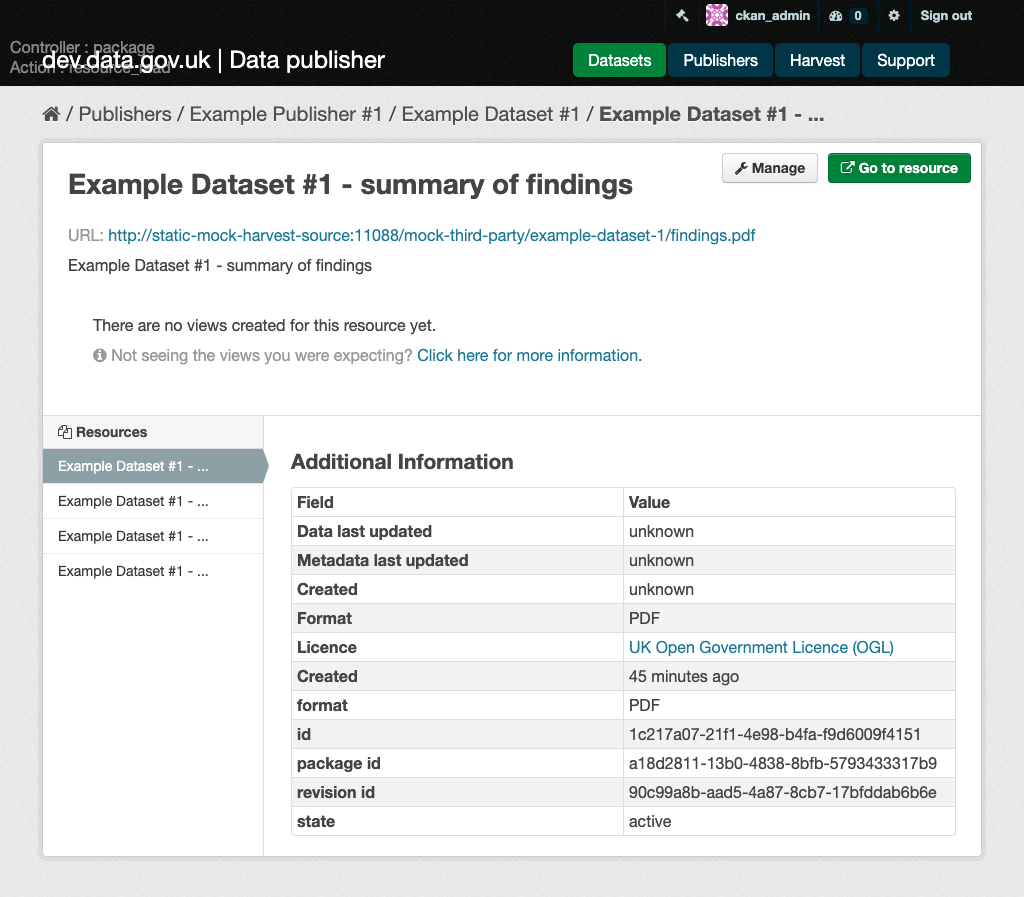 ckan_admin 0 Sign out
Controller : package
Action : resource_read
dev.data.gov.uk | Data publisher
Datasets Publishers Harvest Support
/ Publishers / Example Publisher #1 / Example Dataset #1 / Example Dataset #1 - ...
Manage Go to resource
Example Dataset #1 - summary of findings
URL: http://static-mock-harvest-source:11088/mock-third-party/example-dataset-1/findings.pdf
Example Dataset #1 - summary of findings
There are no views created for this resource yet.
Not seeing the views you were expecting? Click here for more information.
Resources
Example Dataset #1 - ...
Example Dataset #1 - ...
Example Dataset #1 - ...
Example Dataset #1 - ...
Additional Information
Field Value
Data last updated unknown
Metadata last updated unknown
Created unknown
Format PDF
Licence UK Open Government Licence (OGL)
Created 45 minutes ago
format PDF
id 1c217a07-21f1-4e98-b4fa-f9d6009f4151
package id a18d2811-13b0-4838-8bfb-5793433317b9
revision id 90c99a8b-aad5-4a87-8cb7-17bfddab6b6e
state active